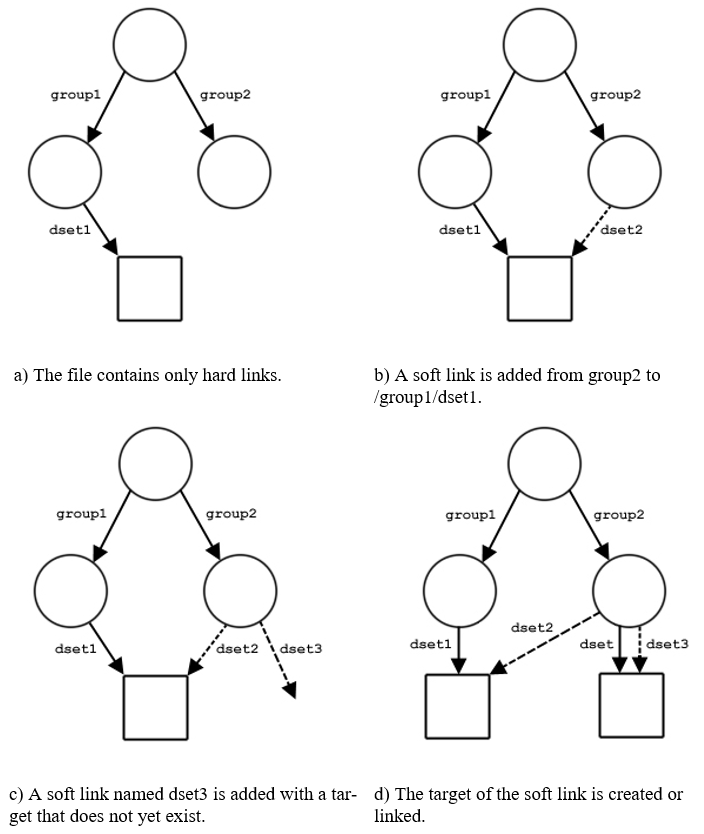 group1
group2
dset1
a) The file contains only hard links.
group1
group2
dset1
dset2
b) A soft link is added from group2 to
/group1/dset1.
group1
group2
dset1
dset2
dset3
c) A soft link named dset3 is added with a tar-
get that does not yet exist.
group1
group2
dset1
dset2
dset
dset3
d) The target of the soft link is created or
linked.